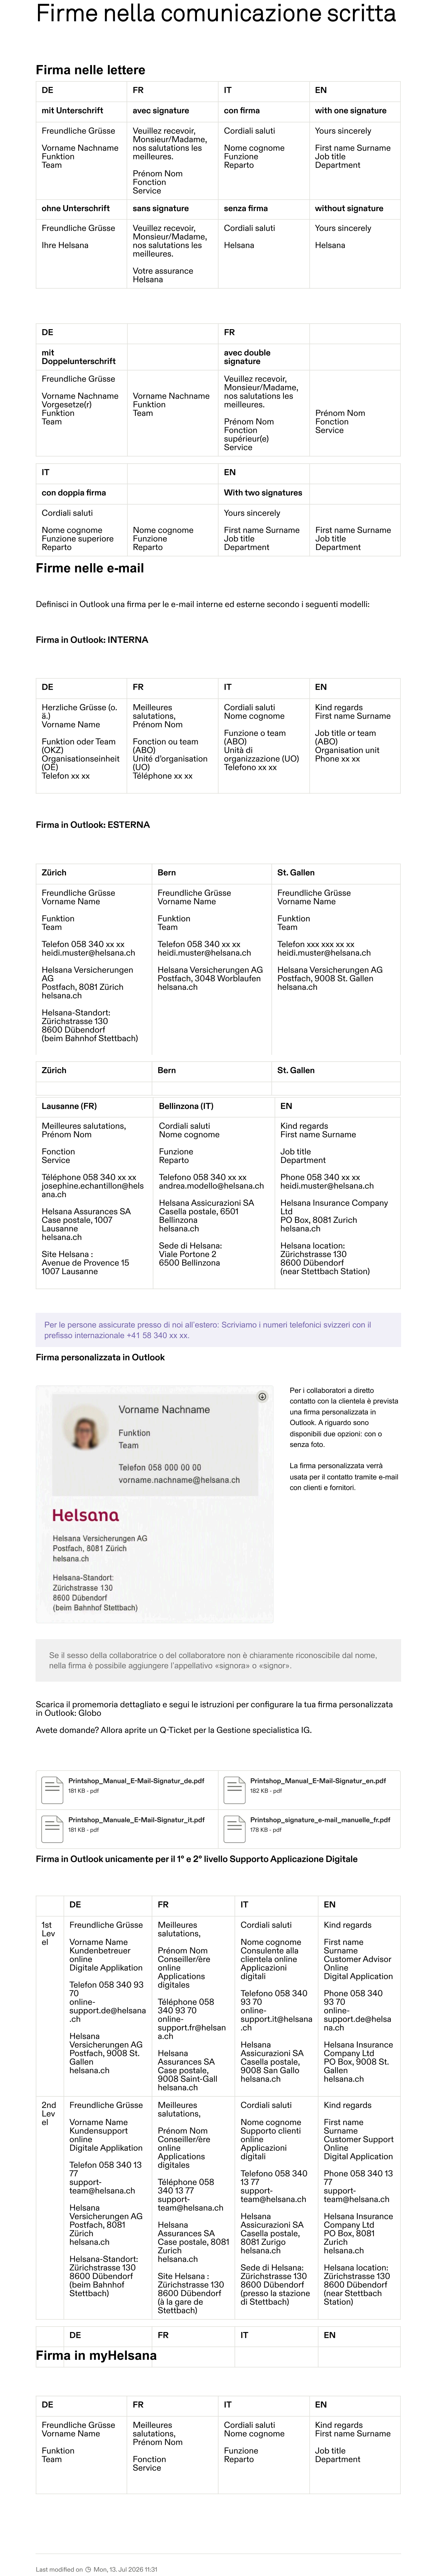 Firme nella comunicazione scritta
Firma nelle lettere
DE FR IT EN
mit Unterschrift avec signature con firma with one signature
Freundliche Grüsse
Vorname Nachname
Funktion
Team
Veuillez recevoir,
Monsieur/Madame,
nos salutations les
meilleures.
Prénom Nom
Fonction
Service
Cordiali saluti
Nome cognome
Funzione
Reparto
Yours sincerely
First name Surname
Job title
Department
ohne Unterschrift sans signature senza firma without signature
Freundliche Grüsse
Ihre Helsana
Veuillez recevoir,
Monsieur/Madame,
nos salutations les
meilleures.
Votre assurance
Helsana
Cordiali saluti
Helsana
Yours sincerely
Helsana
DE FR
mit
Doppelunterschrift
avec double
signature
Freundliche Grüsse
Vorname Nachname
Vorgesetze(r)
Funktion
Team
Vorname Nachname
Funktion
Team
Veuillez recevoir,
Monsieur/Madame,
nos salutations les
meilleures.
Prénom Nom
Fonction
supérieur(e)
Service
Prénom Nom
Fonction
Service
IT EN
con doppia firma With two signatures
Cordiali saluti
Nome cognome
Funzione superiore
Reparto
Nome cognome
Funzione
Reparto
Yours sincerely
First name Surname
Job title
Department
First name Surname
Job title
Department
Firme nelle e-mail
Definisci in Outlook una firma per le e-mail interne ed esterne secondo i seguenti modelli:
Firma in Outlook: INTERNA
DE FR IT EN
Herzliche Grüsse (o.
ä.)
Vorname Name
Funktion oder Team
(OKZ)
Organisationseinheit
(OE)
Telefon xx xx
Meilleures
salutations,
Prénom Nom
Fonction ou team
(ABO)
Unité d'organisation
(UO)
Téléphone xx xx
Cordiali saluti
Nome cognome
Funzione o team
(ABO)
Unità di
organizzazione (UO)
Telefono xx xx
Kind regards
First name Surname
Job title or team
(ABO)
Organisation unit
Phone xx xx
Firma in Outlook: ESTERNA
Zürich Bern St. Gallen
Freundliche Grüsse
Vorname Name
Funktion
Team
Telefon 058 340 xx xx
heidi.muster@helsana.ch
Helsana Versicherungen
AG
Postfach, 8081 Zürich
helsana.ch
Helsana-Standort:
Zürichstrasse 130
8600 Dübendorf
(beim Bahnhof Stettbach)
Freundliche Grüsse
Vorname Name
Funktion
Team
Telefon 058 340 xx xx
heidi.muster@helsana.ch
Helsana Versicherungen AG
Postfach, 3048 Worblaufen
helsana.ch
Freundliche Grüsse
Vorname Name
Funktion
Team
Telefon xxx xxx xx xx
heidi.muster@helsana.ch
Helsana Versicherungen AG
Postfach, 9008 St. Gallen
helsana.ch
Zürich Bern St. Gallen
Lausanne (FR) Bellinzona (IT) EN
Meilleures salutations,
Prénom Nom
Fonction
Service
Téléphone 058 340 xx xx
josephine.echantillon@hels
ana.ch
Helsana Assurances SA
Case postale, 1007
Lausanne
helsana.ch
Site Helsana :
Avenue de Provence 15
1007 Lausanne
Cordiali saluti
Nome cognome
Funzione
Reparto
Telefono 058 340 xx xx
andrea.modello@helsana.ch
Helsana Assicurazioni SA
Casella postale, 6501
Bellinzona
helsana.ch
Sede di Helsana:
Viale Portone 2
6500 Bellinzona
Kind regards
First name Surname
Job title
Department
Phone 058 340 xx xx
heidi.muster@helsana.ch
Helsana Insurance Company
Ltd
PO Box, 8081 Zurich
helsana.ch
Helsana location:
Zürichstrasse 130
8600 Dübendorf
(near Stettbach Station)
Per le persone assicurate presso di noi all'estero: Scriviamo i numeri telefonici svizzeri con il
prefisso internazionale +41 58 340 xx xx.
Firma personalizzata in Outlook
Vorname Nachname
Funktion
Team
Telefon 058 000 00 00
vorname.nachname@helsana.ch
Helsana
Helsana Versicherungen AG
Postfach, 8081 Zürich
helsana.ch
Helsana-Standort:
Zürichstrasse 130
8600 Dübendorf
(beim Bahnhof Stettbach)
Per i collaboratori a diretto
contatto con la clientela è prevista
una firma personalizzata in
Outlook. A riguardo sono
disponibili due opzioni: con o
senza foto.
La firma personalizzata verrà
usata per il contatto tramite e-mail
con clienti e fornitori.
Se il sesso della collaboratrice o del collaboratore non è chiaramente riconoscibile dal nome,
nella firma è possibile aggiungere l'appellativo «signora» o «signor».
Scarica il promemoria dettagliato e segui le istruzioni per configurare la tua firma personalizzata
in Outlook: Globo
Avete domande? Allora aprite un Q-Ticket per la Gestione specialistica IG.
Printshop_Manual_E-Mail-Signatur_de.pdf
181 KB - pdf
Printshop_Manual_E-Mail-Signatur_en.pdf
182 KB - pdf
Printshop_Manuale_E-Mail-Signatur_it.pdf
181 KB - pdf
Printshop_signature_e-mail_manuelle_fr.pdf
178 KB - pdf
Firma in Outlook unicamente per il 1° e 2° livello Supporto Applicazione Digitale
DE FR IT EN
1st
Lev
el
Freundliche Grüsse
Vorname Name
Kundenbetreuer
online
Digitale Applikation
Telefon 058 340 93
70
online-
support.de@helsana
.ch
Helsana
Versicherungen AG
Postfach, 9008 St.
Gallen
helsana.ch
Meilleures
salutations,
Prénom Nom
Conseiller/ère
online
Applications
digitales
Téléphone 058
340 93 70
online-
support.fr@helsan
a.ch
Helsana
Assurances SA
Case postale,
9008 Saint-Gall
helsana.ch
Cordiali saluti
Nome cognome
Consulente alla
clientela online
Applicazioni
digitali
Telefono 058 340
93 70
online-
support.it@helsana
.ch
Helsana
Assicurazioni SA
Casella postale,
9008 San Gallo
helsana.ch
Kind regards
First name
Surname
Customer Advisor
Online
Digital Application
Phone 058 340
93 70
online-
support.de@helsa
na.ch
Helsana Insurance
Company Ltd
PO Box, 9008 St.
Gallen
helsana.ch
2nd
Lev
el
Freundliche Grüsse
Vorname Name
Kundensupport
online
Digitale Applikation
Telefon 058 340 13
77
support-
team@helsana.ch
Helsana
Versicherungen AG
Postfach, 8081
Zürich
helsana.ch
Helsana-Standort:
Zürichstrasse 130
8600 Dübendorf
(beim Bahnhof
Stettbach)
Meilleures
salutations,
Prénom Nom
Conseiller/ère
online
Applications
digitales
Téléphone 058
340 13 77
support-
team@helsana.ch
Helsana
Assurances SA
Case postale, 8081
Zurich
helsana.ch
Site Helsana :
Zürichstrasse 130
8600 Dübendorf
(à la gare de
Stettbach)
Cordiali saluti
Nome cognome
Supporto clienti
online
Applicazioni
digitali
Telefono 058 340
13 77
support-
team@helsana.ch
Helsana
Assicurazioni SA
Casella postale,
8081 Zurigo
helsana.ch
Sede di Helsana:
Zürichstrasse 130
8600 Dübendorf
(presso la stazione
di Stettbach)
Kind regards
First name
Surname
Customer Support
Online
Digital Application
Phone 058 340 13
77
support-
team@helsana.ch
Helsana Insurance
Company Ltd
PO Box, 8081
Zurich
helsana.ch
Helsana location:
Zürichstrasse 130
8600 Dübendorf
(near Stettbach
Station)
DE FR IT EN
Firma in myHelsana
DE FR IT EN
Freundliche Grüsse
Vorname Name
Funktion
Team
Meilleures
salutations,
Prénom Nom
Fonction
Service
Cordiali saluti
Nome cognome
Funzione
Reparto
Kind regards
First name Surname
Job title
Department
Last modified on Mon, 13. Jul 2026 11:31